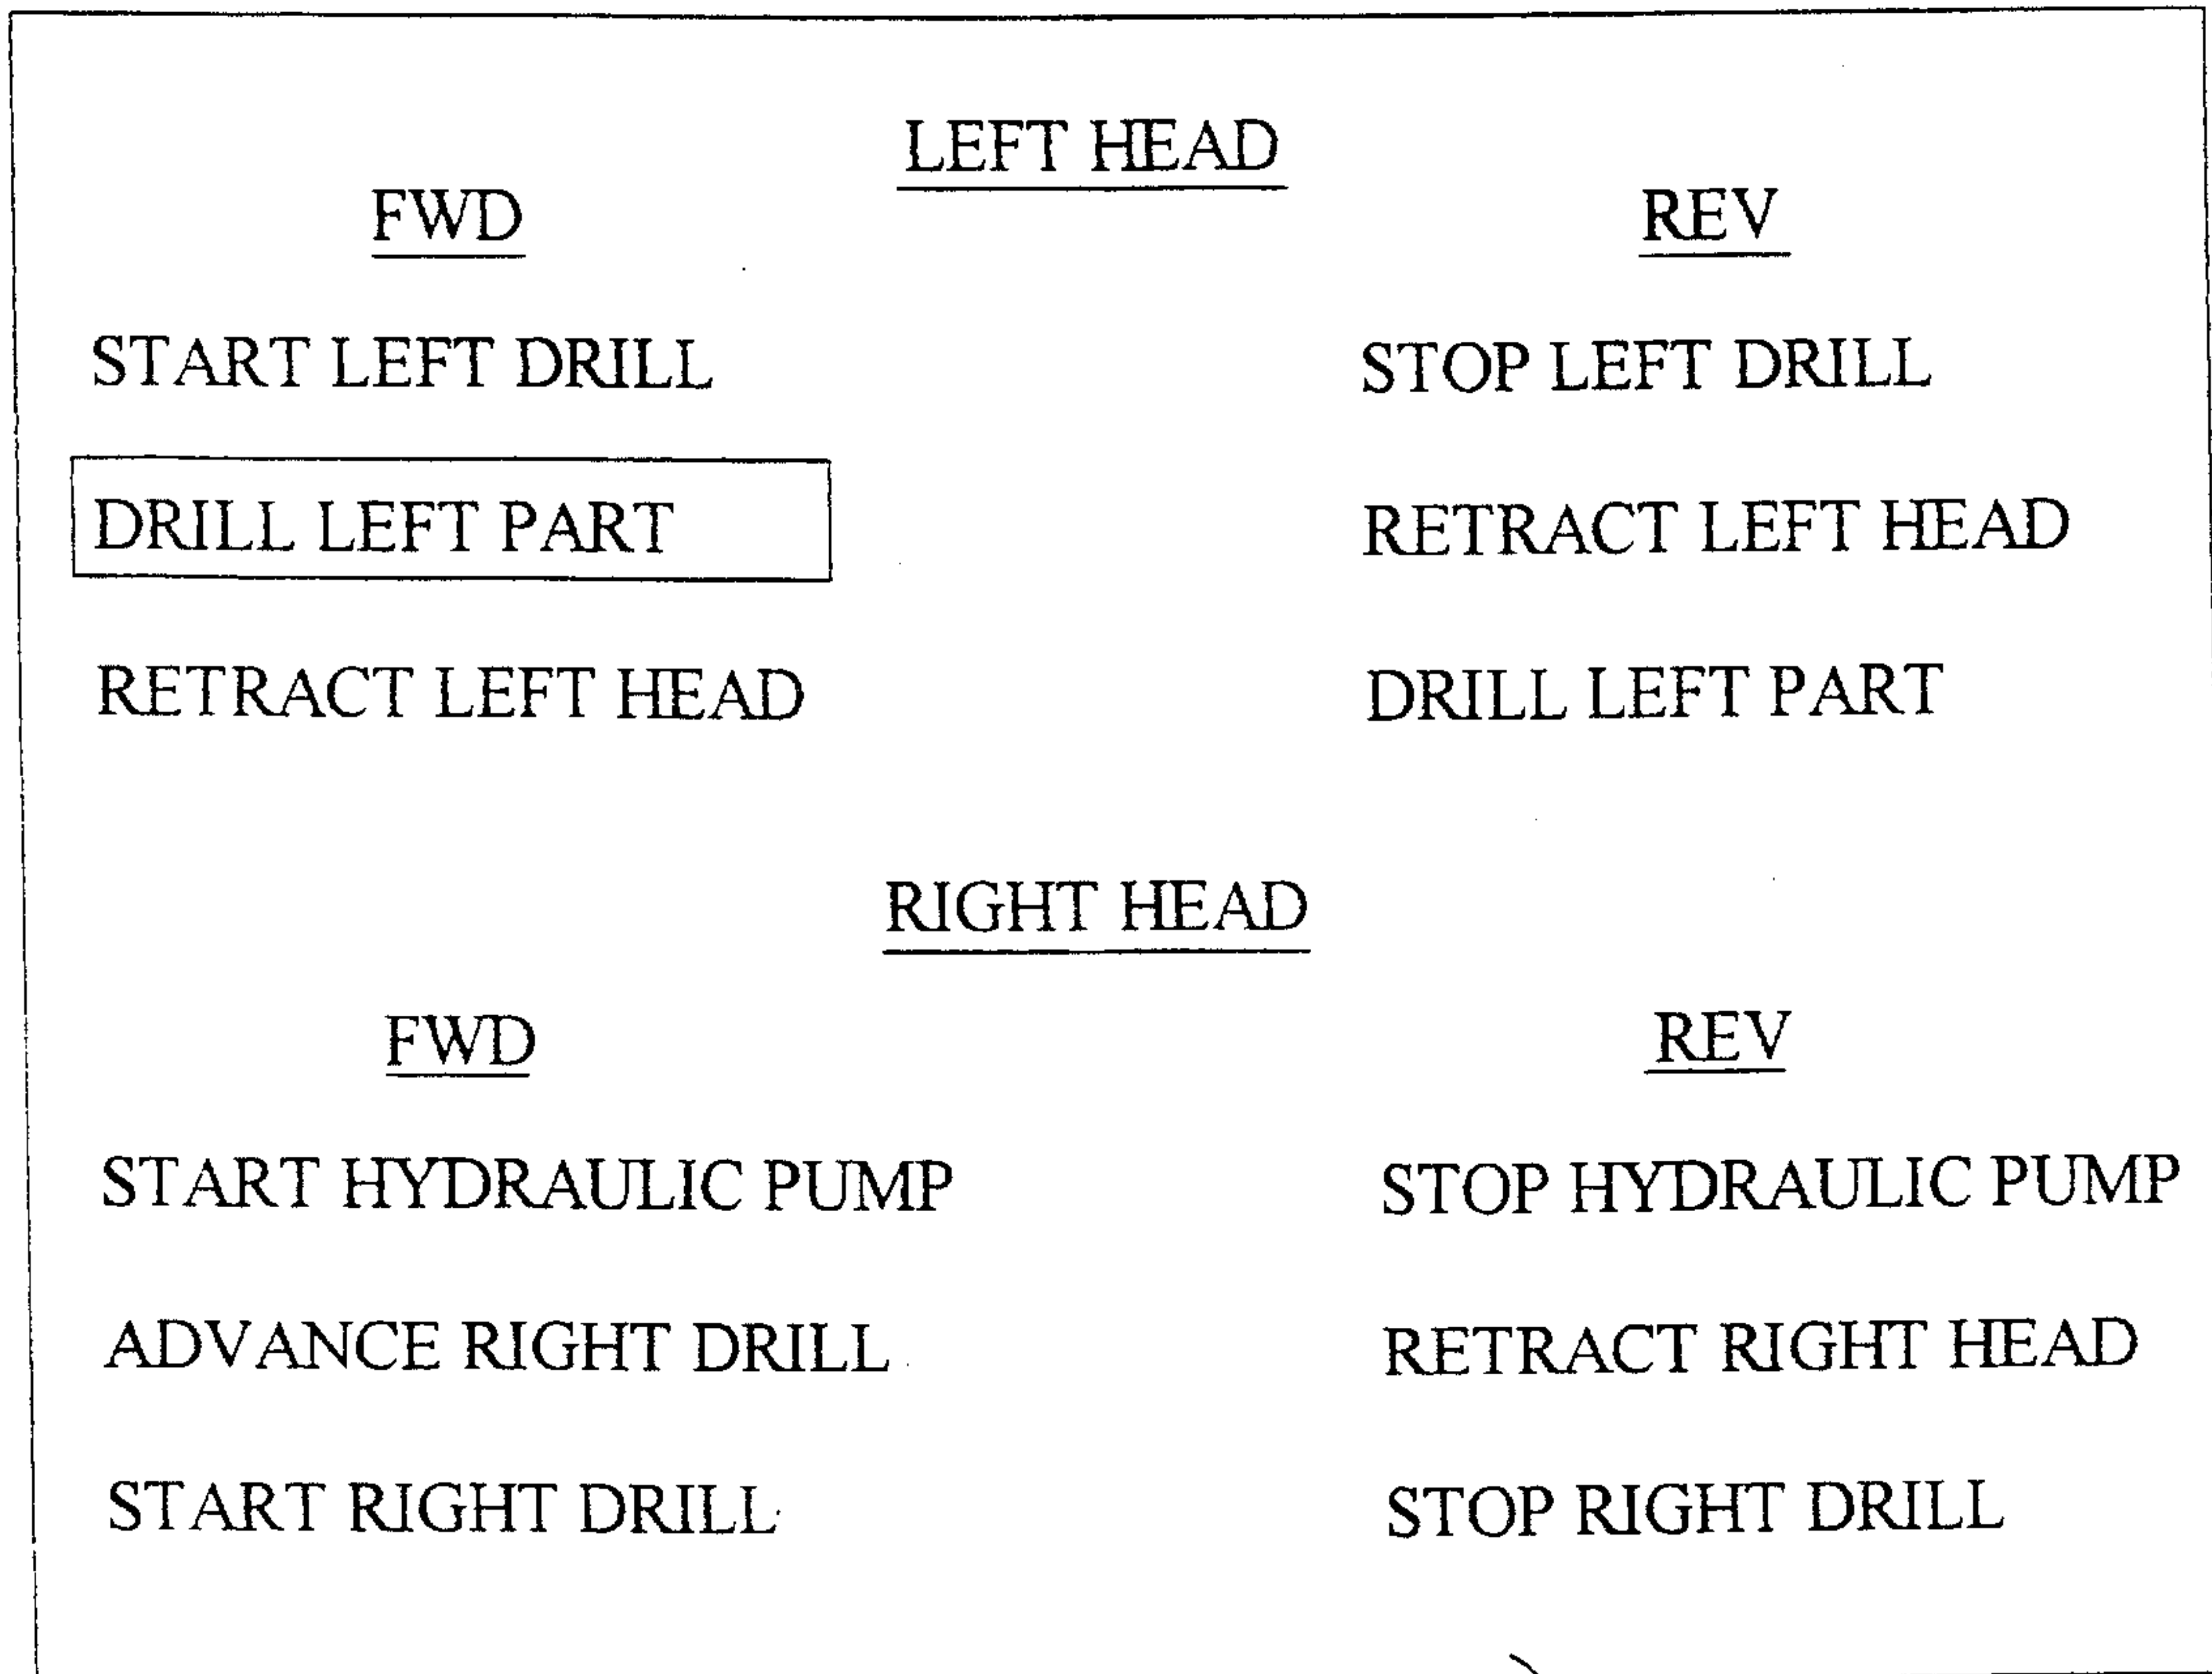 LEFT HEAD
FWD REV
START LEFT DRILL STOP LEFT DRILL
DRILL LEFT PART RETRACT LEFT HEAD
RETRACT LEFT HEAD DRILL LEFT PART
RIGHT HEAD
FWD REV
START HYDRAULIC PUMP STOP HYDRAULIC PUMP
ADVANCE RIGHT DRILL RETRACT RIGHT HEAD
START RIGHT DRILL STOP RIGHT DRILL